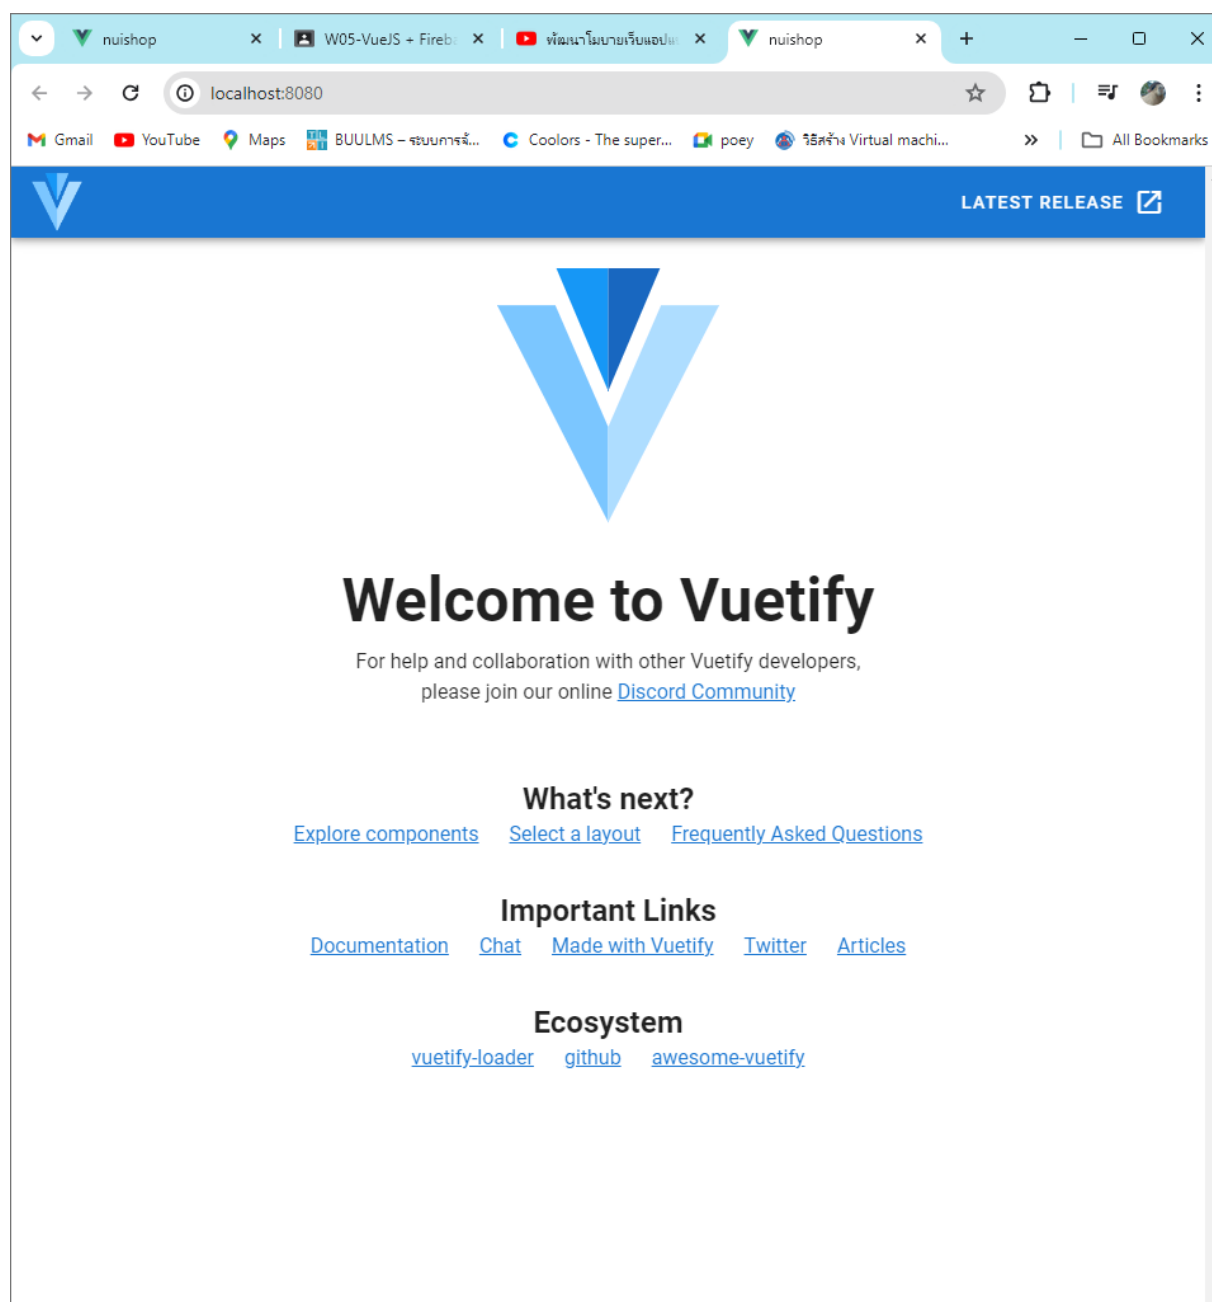 nuishop
W05-VueJS + Fireb
พัฒนาโมบายเว็บแอปแ
nuishop
localhost:8080
Gmail
YouTube
Maps
BUULMS – ระบบการจั...
Coolors - The super...
poey
วิธีสร้าง Virtual machi...
All Bookmarks
LATEST RELEASE
Welcome to Vuetify
For help and collaboration with other Vuetify developers,
please join our online Discord Community
What's next?
Explore components Select a layout Frequently Asked Questions
Important Links
Documentation Chat Made with Vuetify Twitter Articles
Ecosystem
vuetify-loader github awesome-vuetify